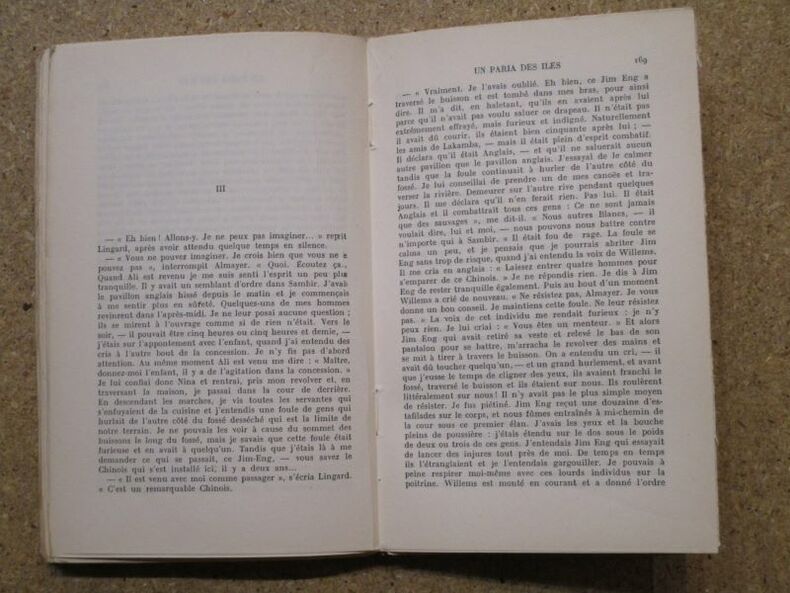 III
— « Eh bien ! Allons-y. Je ne peux pas imaginer... » reprit
Lingard, après avoir attendu quelque temps en silence.
— « Vous ne pouvez imaginer. Je crois bien que vous ne
pouvez pas », interrompit Almayer. « Quoi. Écoutez ça.
Quand Ali est revenu je me suis senti l'esprit un peu plus
tranquille. Il y avait un semblant d'ordre dans Sambir. J'avais
le pavillon anglais hissé depuis le matin et je commençais
à me sentir plus en sûreté. Quelques-uns de mes hommes
revinrent dans l'après-midi. Je ne leur posai aucune question ;
ils se mirent à l'ouvrage comme si de rien n'était. Vers le
soir, — il pouvait être cinq heures ou cinq heures et demie, —
j'étais sur l'appontement avec l'enfant, quand j'ai entendu des
cris à l'autre bout de la concession. Je n'y fis pas d'abord
attention. Au même moment Ali est venu me dire : « Maître,
donnez-moi l'enfant, il y a de l'agitation dans la concession. »
Je lui confiai donc Nina et rentrai, pris mon revolver et, en
traversant la maison, je passai dans la cour de derrière.
En descendant les marches, je vis toutes les servantes qui
s'enfuyaient de la cuisine et j'entendis une foule de gens qui
hurlait de l'autre côté du fossé desséché qui est la limite de
notre terrain. Je ne pouvais les voir à cause du sommet des
buissons le long du fossé, mais je savais que cette foule était
furieuse et en avait à quelqu'un. Tandis que j'étais là à me
demander ce qui se passait, ce Jim-Eng, — vous savez le
Chinois qui s'est installé ici, il y a deux ans...
— « Il est venu avec moi comme passager », s'écria Lingard.
« C'est un remarquable Chinois.
UN PARIA DES ILES 169
— « Vraiment. Je l'avais oublié. Eh bien, ce Jim Eng a
traversé le buisson et est tombé dans mes bras, pour ainsi
dire. Il m'a dit, en haletant, qu'ils en avaient après lui
parce qu'il n'avait pas voulu saluer ce drapeau. Il n'était pas
extrêmement effrayé, mais furieux et indigné. Naturellement
il avait dû courir, ils étaient bien cinquante après lui ; —
les amis de Lakamba, — mais il était plein d'esprit combatif.
Il déclara qu'il était Anglais, — et qu'il ne saluerait aucun
autre pavillon que le pavillon anglais. J'essayai de le calmer
tandis que la foule continuait à hurler de l'autre côté du
fossé. Je lui conseillai de prendre un de mes canoës et tra-
verser la rivière. Demeurer sur l'autre rive pendant quelques
jours. Il me déclara qu'il n'en ferait rien. Pas lui. Il était
Anglais et il combattrait tous ces gens : Ce ne sont jamais
que des sauvages », me dit-il. « Nous autres Blancs, — il
voulait dire, lui et moi, — nous pouvons nous battre contre
n'importe qui à Sambir. » Il était fou de rage. La foule se
calma un peu, et je pensais que je pourrais abriter Jim
Eng sans trop de risque, quand j'ai entendu la voix de Willems.
Il me cria en anglais : « Laissez entrer quatre hommes pour
s'emparer de ce Chinois. » Je ne répondis rien. Je dis à Jim
Eng de rester tranquille également. Puis au bout d'un moment
Willems a crié de nouveau. « Ne résistez pas, Almayer. Je vous
donne un bon conseil. Je maintiens cette foule. Ne leur résistez
pas. » La voix de cet individu me rendait furieux : je n'y
peux rien. Je lui criai : « Vous êtes un menteur. » Et alors
Jim Eng qui avait retiré sa veste et relevé le bas de son
pantalon pour se battre, m'arracha le revolver des mains et
se mit à tirer à travers le buisson. On a entendu un cri, — il
avait dû toucher quelqu'un, — et un grand hurlement, et avant
que j'eusse le temps de cligner des yeux, ils avaient franchi le
fossé, traversé le buisson et ils étaient sur nous. Ils roulèrent
littéralement sur nous ! Il n'y avait pas le plus simple moyen
de résister. Je fus piétiné. Jim Eng reçut une douzaine d'es-
tafilades sur le corps, et nous fûmes entraînés à mi-chemin de
la cour sous ce premier élan. J'avais les yeux et la bouche
pleins de poussière : j'étais étendu sur le dos sous le poids
de deux ou trois de ces gens. J'entendais Jim Eng qui essayait
de lancer des injures tout près de moi. De temps en temps
ils l'étranglaient et je l'entendais gargouiller. Je pouvais à
peine respirer moi-même avec ces lourds individus sur la
poitrine. Willems est monté en courant et a donné l'ordre